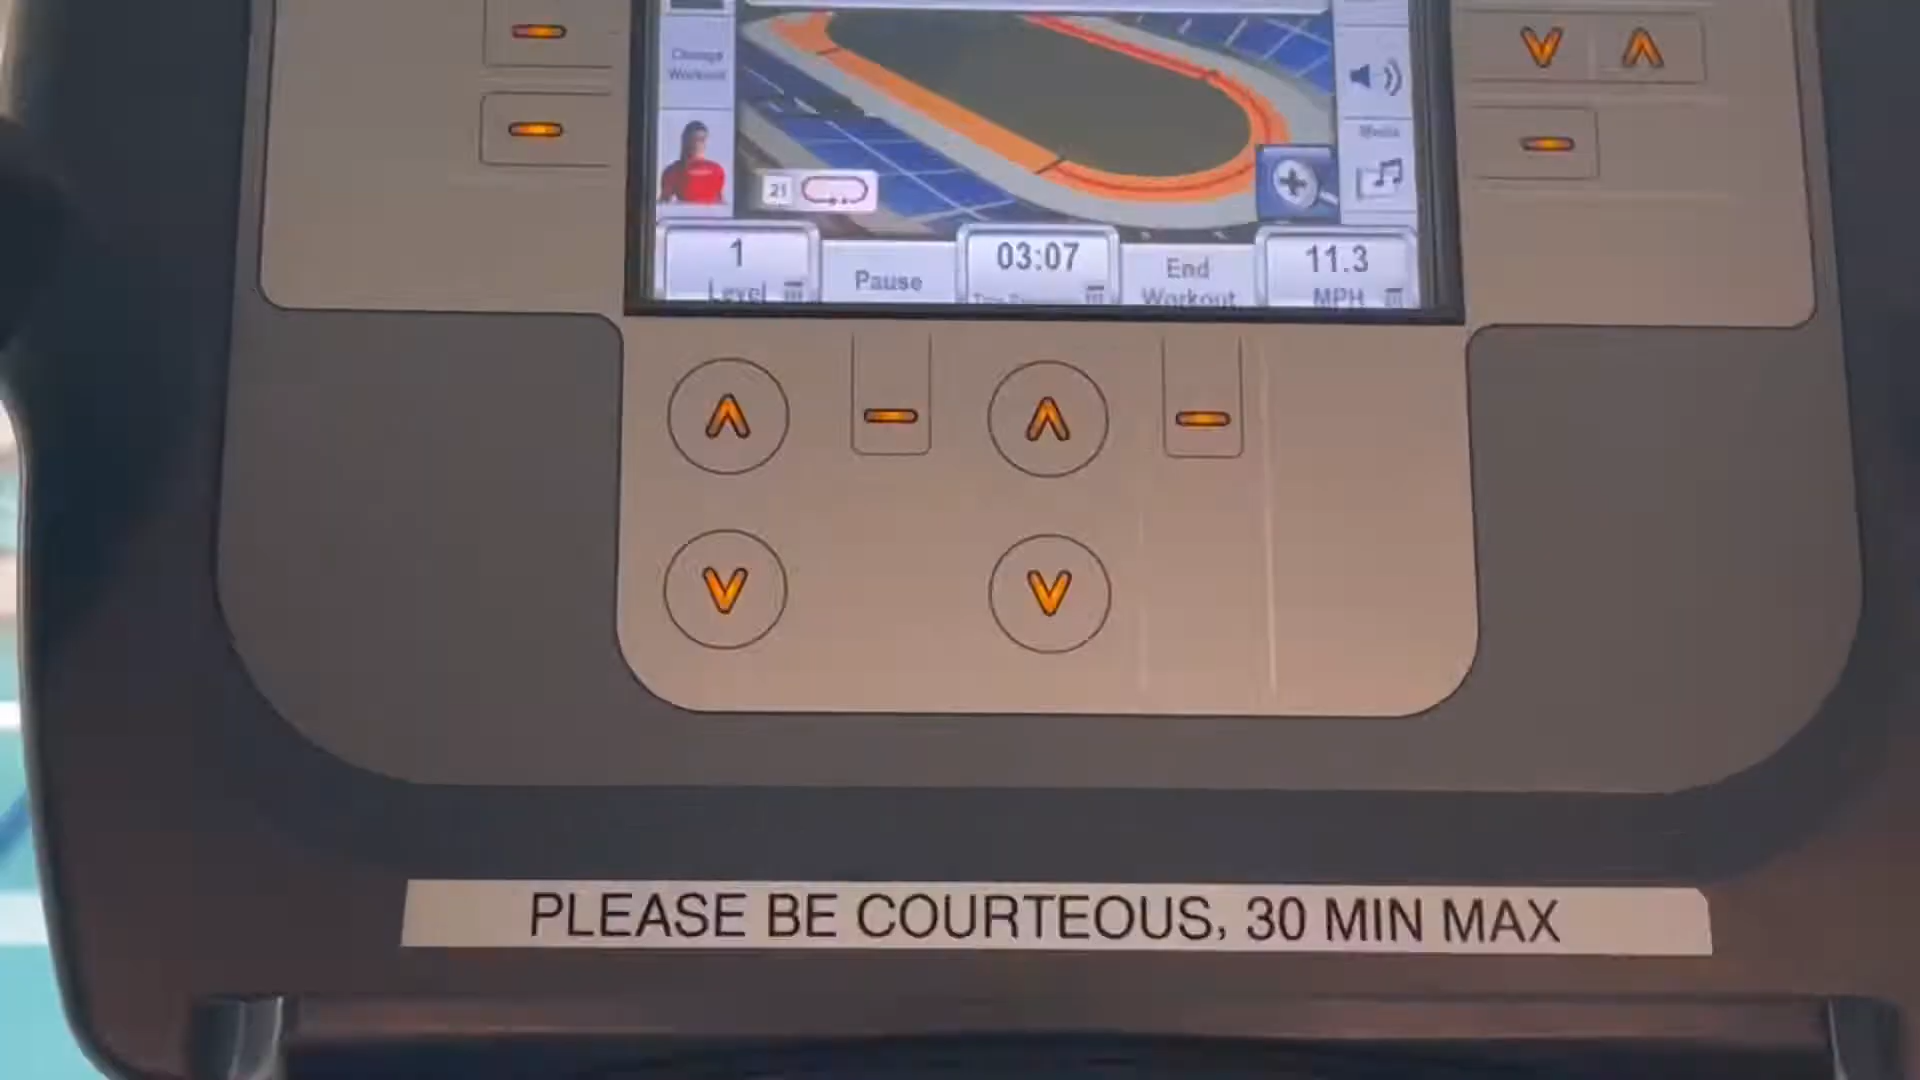 Change
Workout
Media
21
1
03:07
11.3
Level
Pause
End
Workout
MPH
PLEASE BE COURTEOUS, 30 MIN MAX